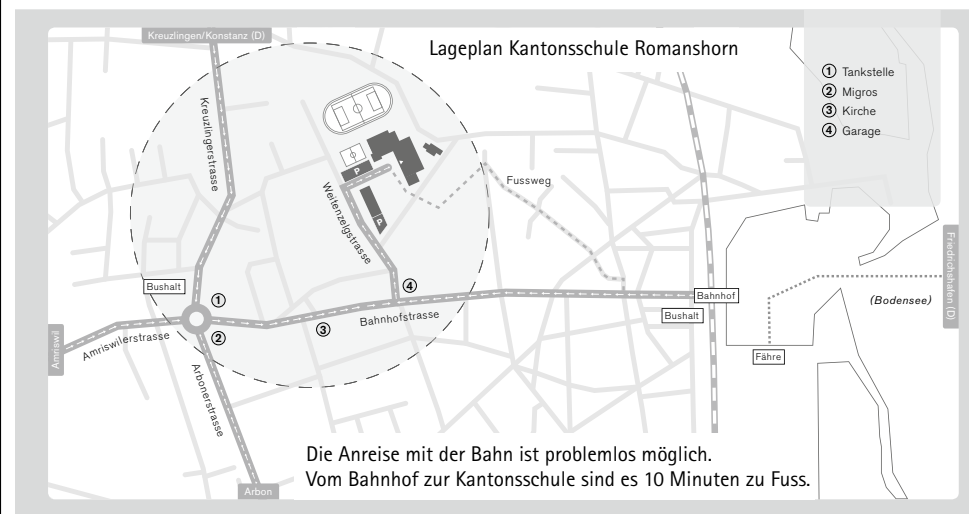 Kreuzlingen/Konstanz (D)
Lageplan Kantonsschule Romanshorn
1 Tankstelle
2 Migros
3 Kirche
4 Garage
Kreuzlingerstrasse
P
Weitenzelgstrasse
P
Fussweg
Friedrichshafen (D)
Bushalt
1
4
Bahnhof
(Bodensee)
Bushalt
Bahnhofstrasse
3
2
Amriswil
Amriswilerstrasse
Fähre
Arbonerstrasse
Die Anreise mit der Bahn ist problemlos möglich.
Vom Bahnhof zur Kantonsschule sind es 10 Minuten zu Fuss.
Arbon